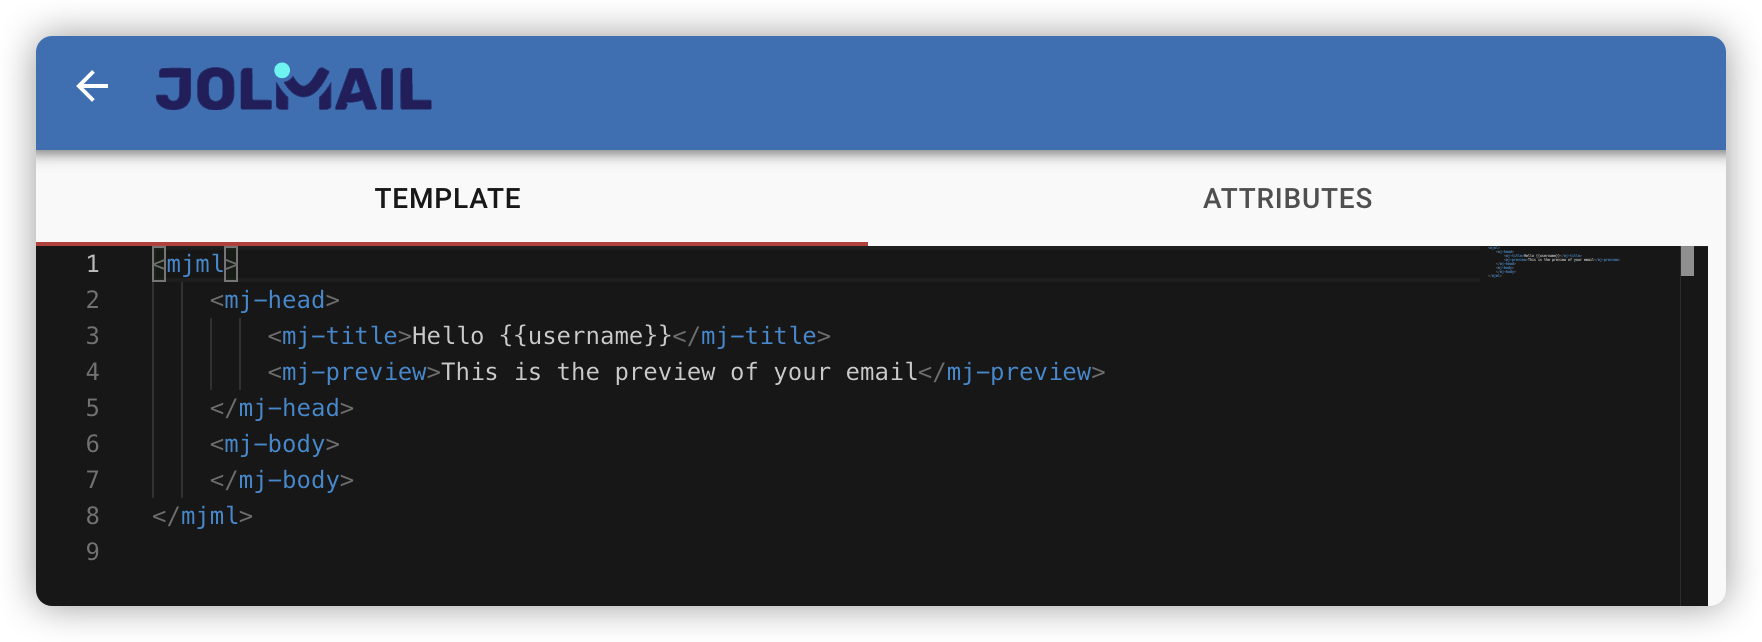 JOLMAIL
TEMPLATE
ATTRIBUTES
1 <mjml>
2 <mj-head>
3 <mj-title>Hello {{username}}</mj-title>
4 <mj-preview>This is the preview of your email</mj-preview>
5 </mj-head>
6 <mj-body>
7 </mj-body>
8 </mjml>
9